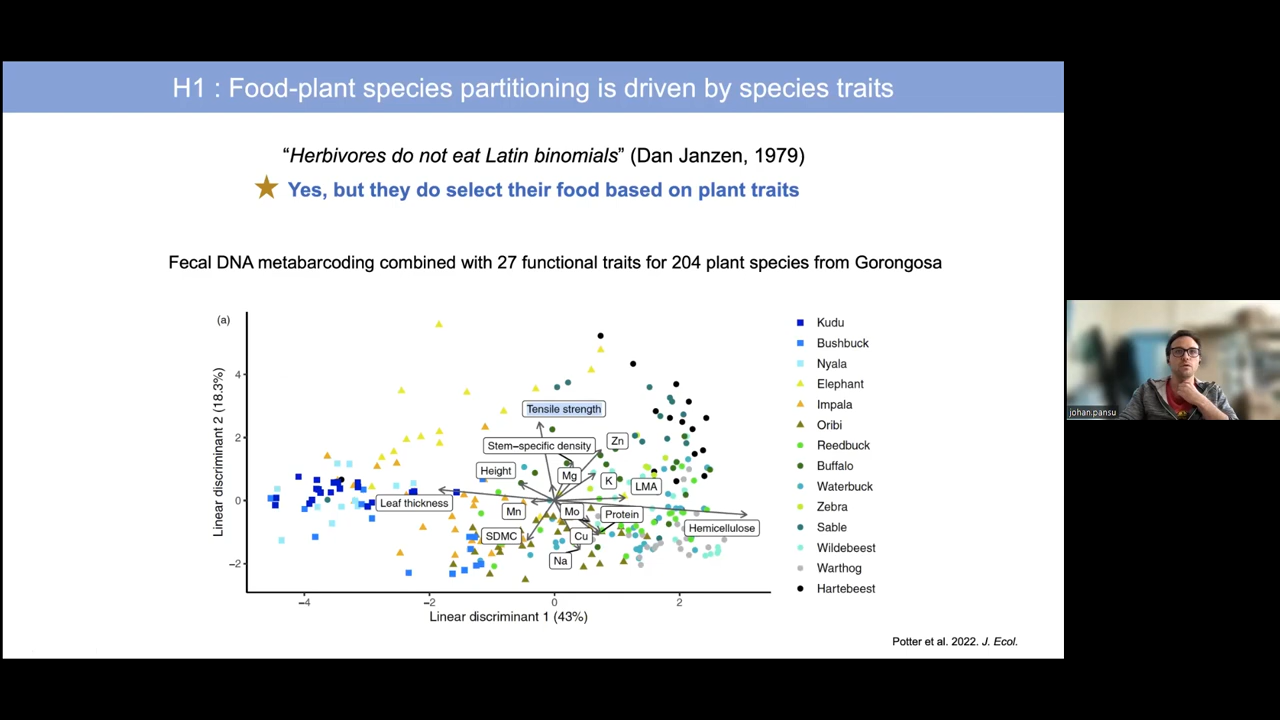 H1 : Food-plant species partitioning is driven by species traits
“Herbivores do not eat Latin binomials” (Dan Janzen, 1979)
Yes, but they do select their food based on plant traits
Fecal DNA metabarcoding combined with 27 functional traits for 204 plant species from Gorongosa
(a)
Linear discriminant 2 (18.3%)
4
2
0
−2
−4
−2
0
2
Linear discriminant 1 (43%)
Tensile strength
Stem−specific density
Zn
Height
Mg
K
LMA
Leaf thickness
Mn
Mo
Protein
Hemicellulose
SDMC
Cu
Na
Kudu
Bushbuck
Nyala
Elephant
Impala
Oribi
Reedbuck
Buffalo
Waterbuck
Zebra
Sable
Wildebeest
Warthog
Hartebeest
Potter et al. 2022. J. Ecol.
johan.pansu